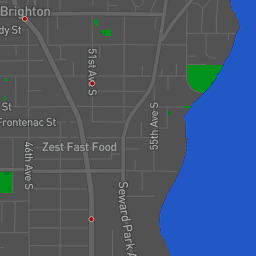 Brighton
dy St
51st Ave S
St
55th Ave S
Frontenac St
46th Ave S
Zest Fast Food
Seward Park A